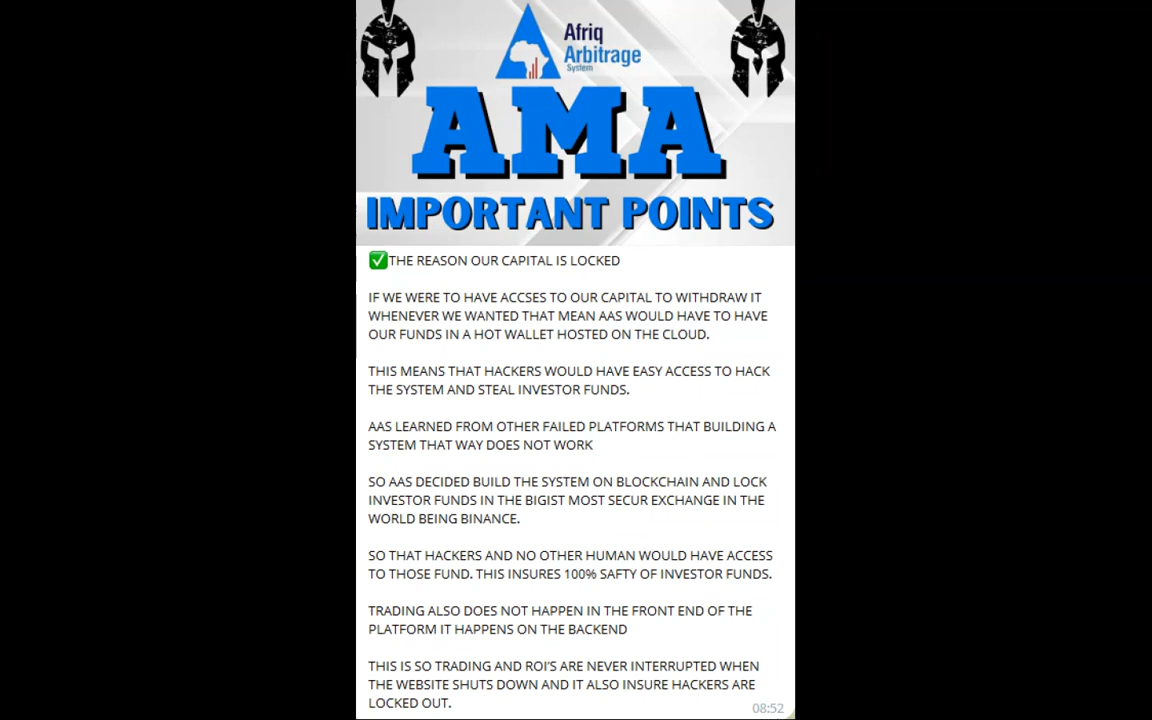 Afriq
Arbitrage
System
AMA
IMPORTANT POINTS
✅THE REASON OUR CAPITAL IS LOCKED
IF WE WERE TO HAVE ACCSES TO OUR CAPITAL TO WITHDRAW IT
WHENEVER WE WANTED THAT MEAN AAS WOULD HAVE TO HAVE
OUR FUNDS IN A HOT WALLET HOSTED ON THE CLOUD.
THIS MEANS THAT HACKERS WOULD HAVE EASY ACCESS TO HACK
THE SYSTEM AND STEAL INVESTOR FUNDS.
AAS LEARNED FROM OTHER FAILED PLATFORMS THAT BUILDING A
SYSTEM THAT WAY DOES NOT WORK
SO AAS DECIDED BUILD THE SYSTEM ON BLOCKCHAIN AND LOCK
INVESTOR FUNDS IN THE BIGIST MOST SECUR EXCHANGE IN THE
WORLD BEING BINANCE.
SO THAT HACKERS AND NO OTHER HUMAN WOULD HAVE ACCESS
TO THOSE FUND. THIS INSURES 100% SAFTY OF INVESTOR FUNDS.
TRADING ALSO DOES NOT HAPPEN IN THE FRONT END OF THE
PLATFORM IT HAPPENS ON THE BACKEND
THIS IS SO TRADING AND ROI'S ARE NEVER INTERRUPTED WHEN
THE WEBSITE SHUTS DOWN AND IT ALSO INSURE HACKERS ARE
LOCKED OUT.
08:52